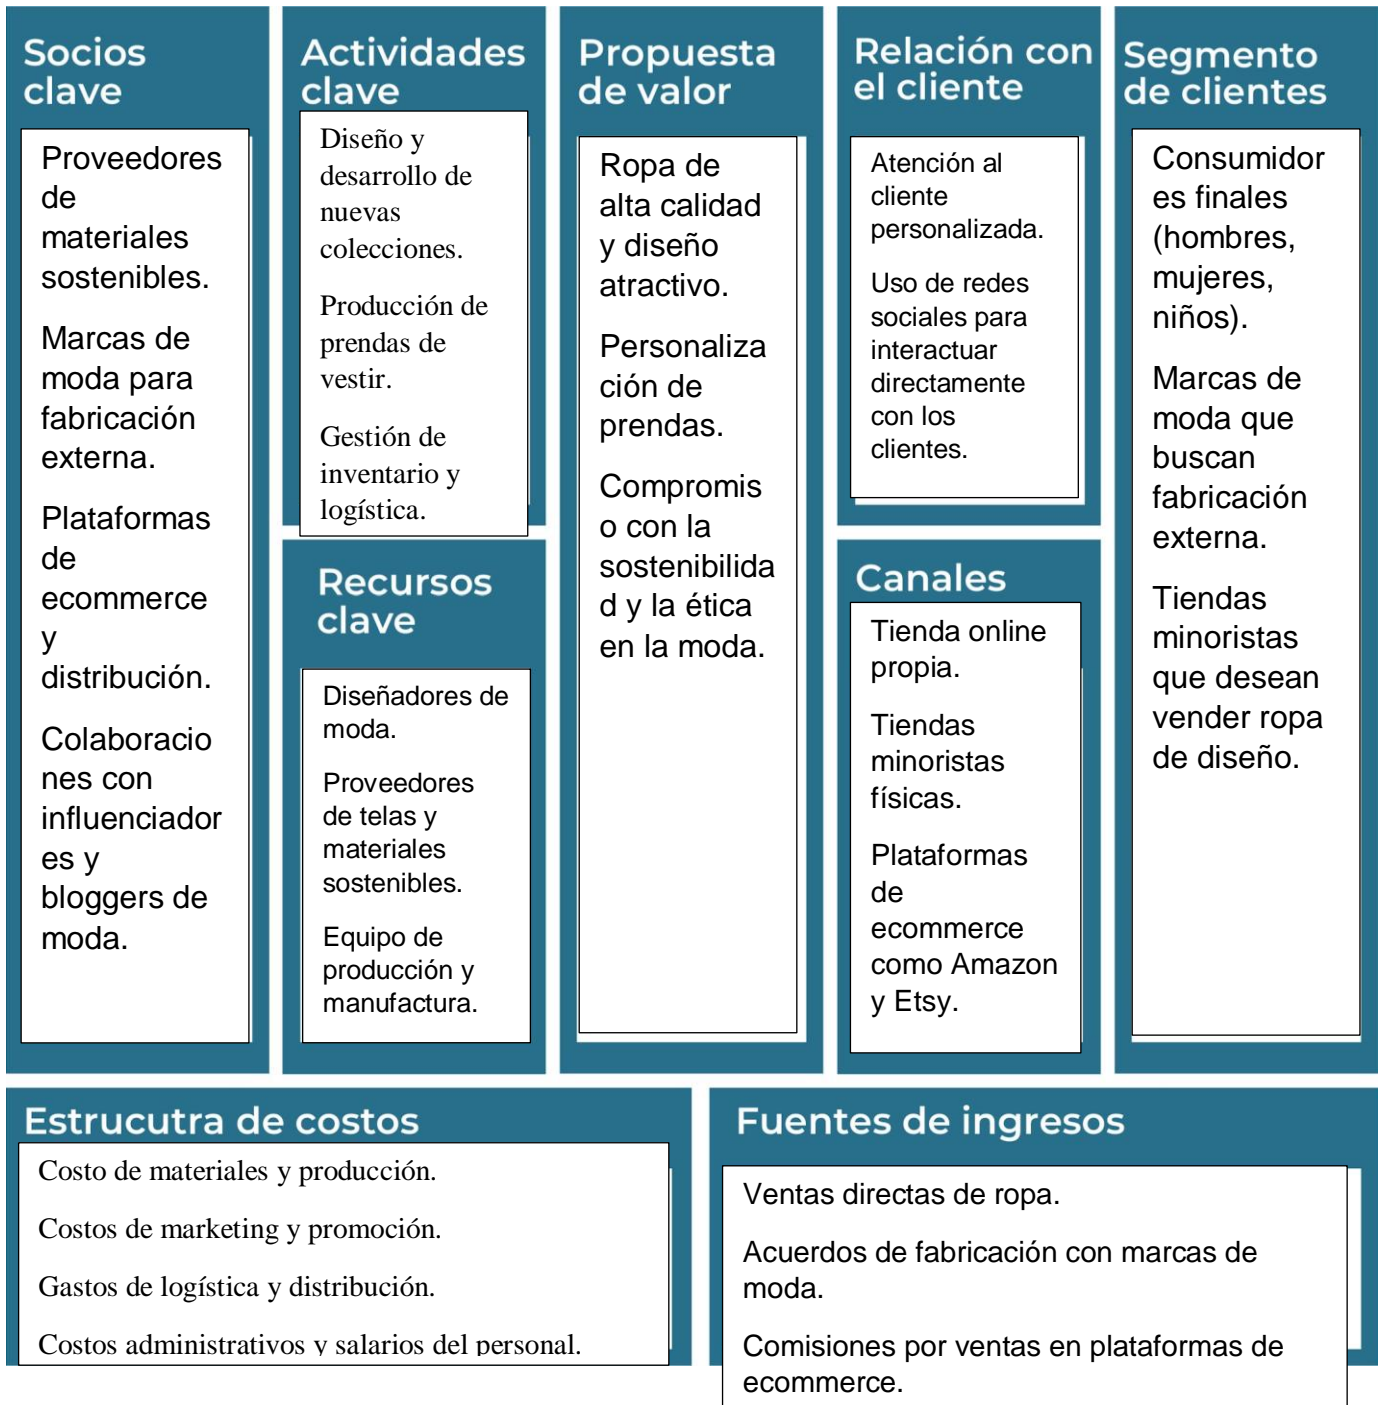 Socios
clave
Proveedores
de
materiales
sostenibles.
Marcas de
moda para
fabricación
externa.
Plataformas
de
ecommerce
y
distribución.
Colaboracio
nes con
influenciador
es y
bloggers de
moda.
Actividades
clave
Diseño y
desarrollo de
nuevas
colecciones.
Producción de
prendas de
vestir.
Gestión de
inventario y
logística.
Recursos
clave
Diseñadores de
moda.
Proveedores
de telas y
materiales
sostenibles.
Equipo de
producción y
manufactura.
Propuesta
de valor
Ropa de
alta calidad
y diseño
atractivo.
Personaliza
ción de
prendas.
Compromis
o con la
sostenibilida
d y la ética
en la moda.
Relación con
el cliente
Atención al
cliente
personalizada.
Uso de redes
sociales para
interactuar
directamente
con los
clientes.
Canales
Tienda online
propia.
Tiendas
minoristas
físicas.
Plataformas
de
ecommerce
como Amazon
y Etsy.
Segmento
de clientes
Consumidor
es finales
(hombres,
mujeres,
niños).
Marcas de
moda que
buscan
fabricación
externa.
Tiendas
minoristas
que desean
vender ropa
de diseño.
Estrucutra de costos
Costo de materiales y producción.
Costos de marketing y promoción.
Gastos de logística y distribución.
Costos administrativos y salarios del personal.
Fuentes de ingresos
Ventas directas de ropa.
Acuerdos de fabricación con marcas de
moda.
Comisiones por ventas en plataformas de
ecommerce.